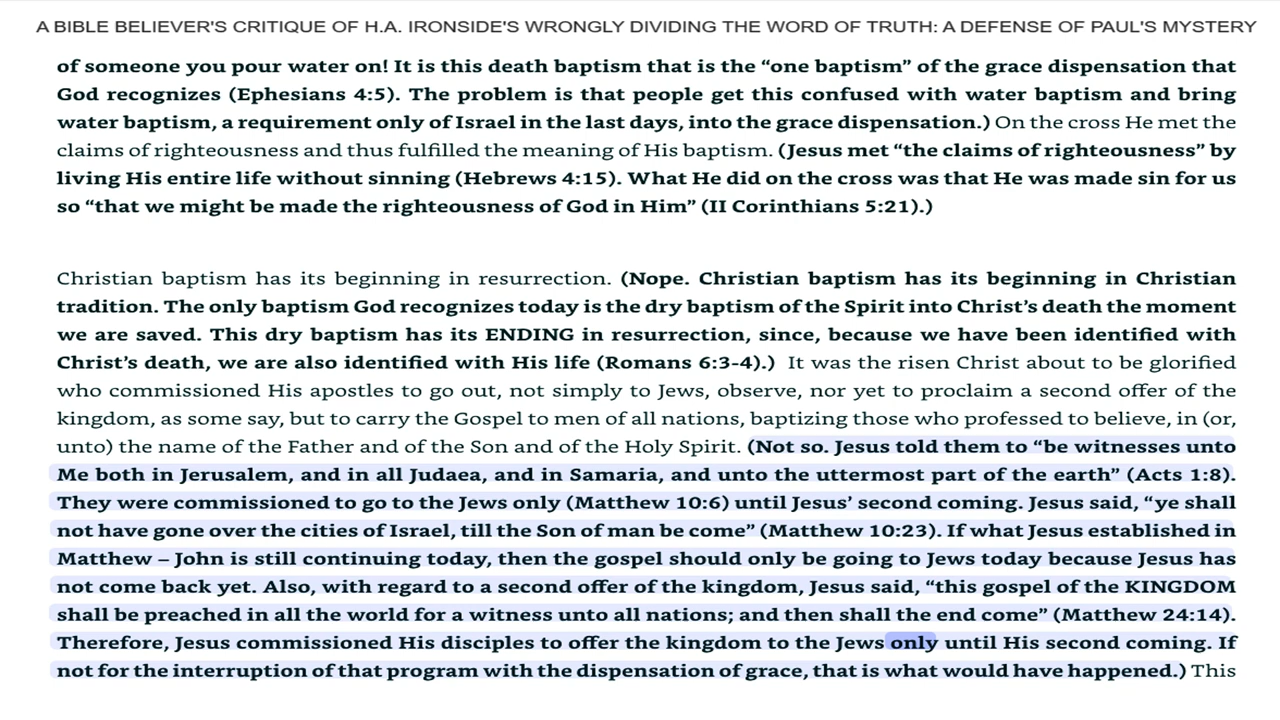 A BIBLE BELIEVER'S CRITIQUE OF H.A. IRONSIDE'S WRONGLY DIVIDING THE WORD OF TRUTH: A DEFENSE OF PAUL'S MYSTERY
of someone you pour water on! It is this death baptism that is the “one baptism” of the grace dispensation that
God recognizes (Ephesians 4:5). The problem is that people get this confused with water baptism and bring
water baptism, a requirement only of Israel in the last days, into the grace dispensation.) On the cross He met the
claims of righteousness and thus fulfilled the meaning of His baptism. (Jesus met “the claims of righteousness” by
living His entire life without sinning (Hebrews 4:15). What He did on the cross was that He was made sin for us
so “that we might be made the righteousness of God in Him” (II Corinthians 5:21).)
Christian baptism has its beginning in resurrection. (Nope. Christian baptism has its beginning in Christian
tradition. The only baptism God recognizes today is the dry baptism of the Spirit into Christ’s death the moment
we are saved. This dry baptism has its ENDING in resurrection, since, because we have been identified with
Christ’s death, we are also identified with His life (Romans 6:3-4).) It was the risen Christ about to be glorified
who commissioned His apostles to go out, not simply to Jews, observe, nor yet to proclaim a second offer of the
kingdom, as some say, but to carry the Gospel to men of all nations, baptizing those who professed to believe, in (or,
unto) the name of the Father and of the Son and of the Holy Spirit. (Not so. Jesus told them to “be witnesses unto
Me both in Jerusalem, and in all Judaea, and in Samaria, and unto the uttermost part of the earth” (Acts 1:8).
They were commissioned to go to the Jews only (Matthew 10:6) until Jesus’ second coming. Jesus said, “ye shall
not have gone over the cities of Israel, till the Son of man be come” (Matthew 10:23). If what Jesus established in
Matthew – John is still continuing today, then the gospel should only be going to Jews today because Jesus has
not come back yet. Also, with regard to a second offer of the kingdom, Jesus said, “this gospel of the KINGDOM
shall be preached in all the world for a witness unto all nations; and then shall the end come” (Matthew 24:14).
Therefore, Jesus commissioned His disciples to offer the kingdom to the Jews only until His second coming. If
not for the interruption of that program with the dispensation of grace, that is what would have happened.) This